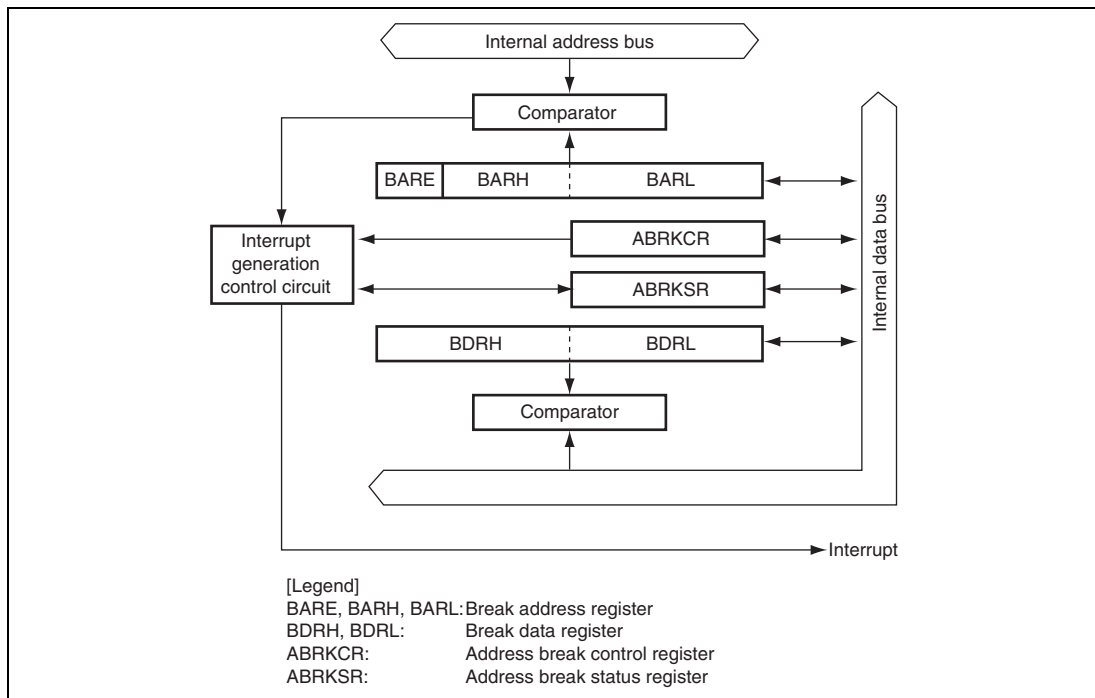 Internal address bus
Comparator
BARE
BARH
BARL
Internal data bus
Interrupt
generation
control circuit
ABRKCR
ABRKSR
BDRH
BDRL
Comparator
Interrupt
[Legend]
BARE, BARH, BARL: Break address register
BDRH, BDRL: Break data register
ABRKCR: Address break control register
ABRKSR: Address break status register